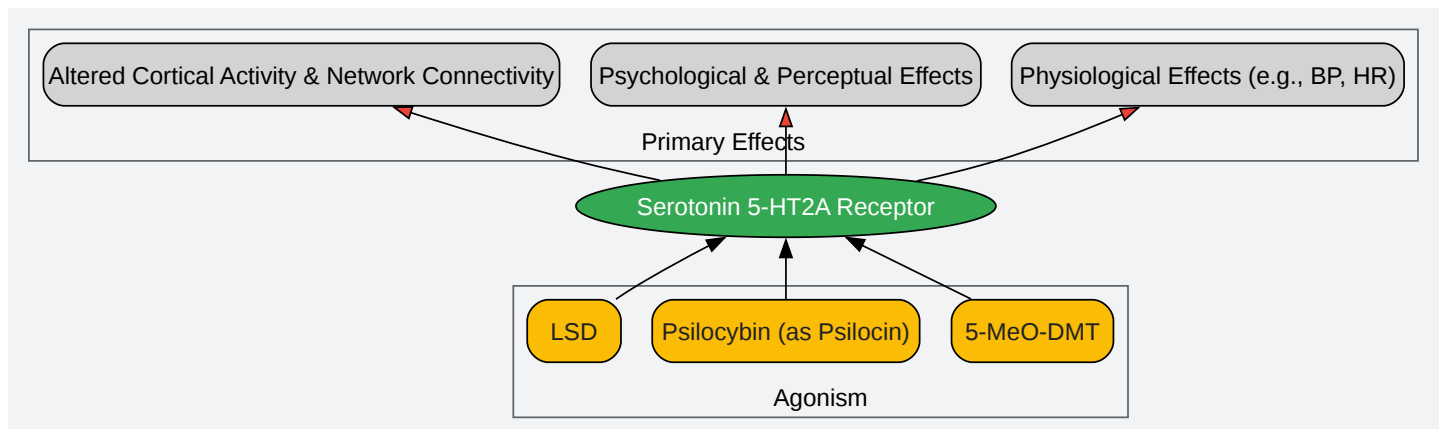 Altered Cortical Activity & Network Connectivity
Psychological & Perceptual Effects
Physiological Effects (e.g., BP, HR)
Primary Effects
Serotonin 5-HT2A Receptor
LSD
Psilocybin (as Psilocin)
5-MeO-DMT
Agonism